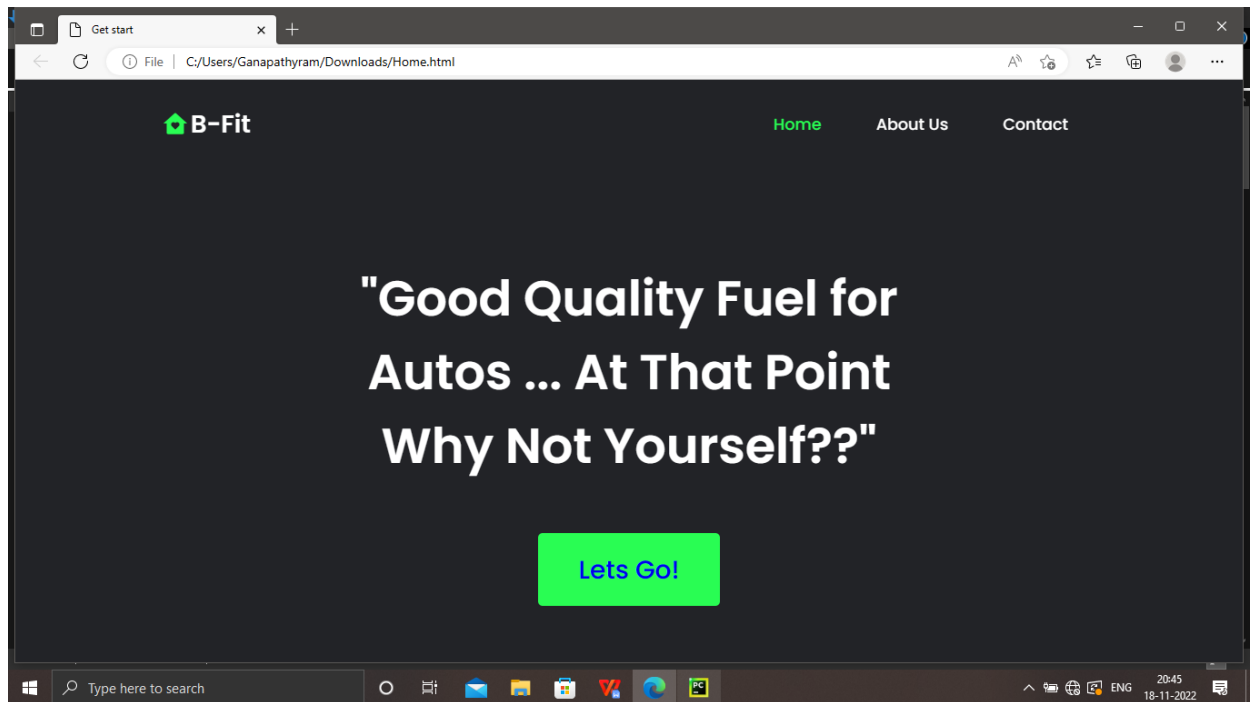 Get start
File | C:/Users/Ganapathyram/Downloads/Home.html
B-Fit
Home About Us Contact
"Good Quality Fuel for
Autos ... At That Point
Why Not Yourself??"
Lets Go!
Type here to search
ENG
20:45
18-11-2022